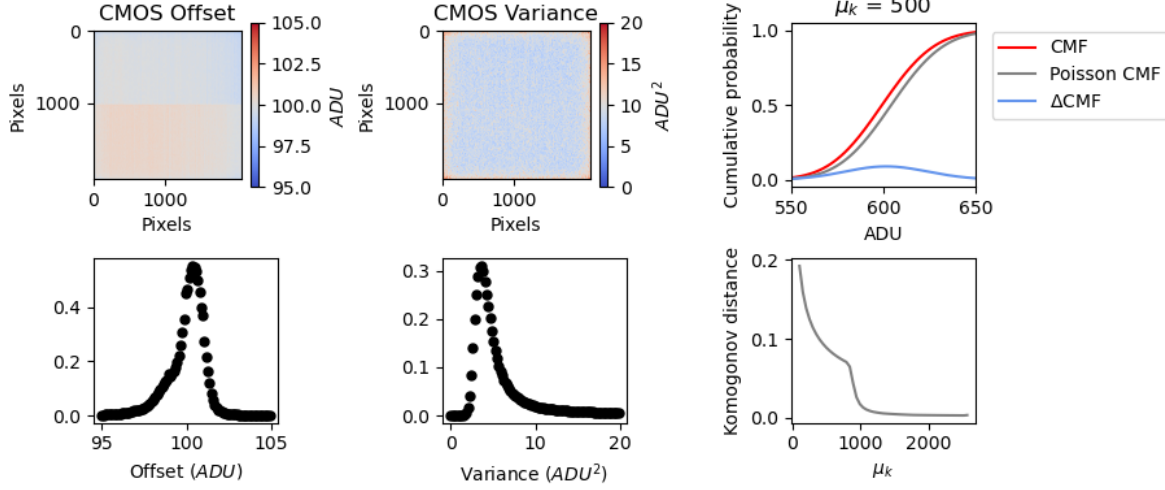 CMOS Offset
0
1000
Pixels
0
1000
Pixels
105.0
102.5
100.0
97.5
95.0
ADU
CMOS Variance
0
1000
Pixels
0
1000
Pixels
20
15
10
5
0
ADU²
μₖ = 500
1.0
0.5
0.0
Cumulative probability
550
600
650
ADU
CMF
Poisson CMF
ΔCMF
0.4
0.2
0.0
95
100
105
Offset (ADU)
0.3
0.2
0.1
0.0
0
10
20
Variance (ADU²)
0.2
0.1
0.0
Komogonov distance
0
1000
2000
μₖ